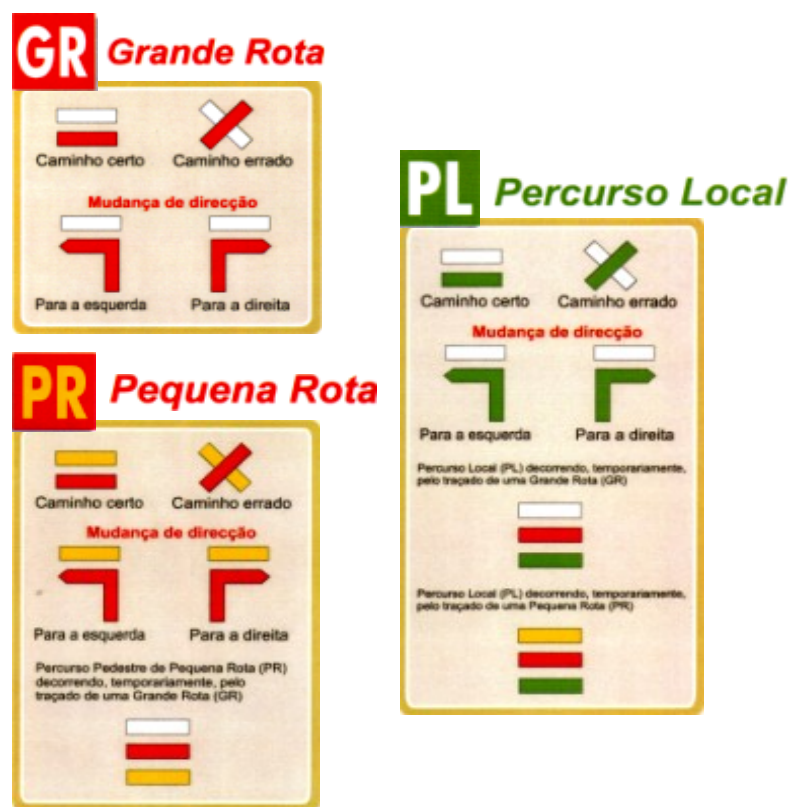 GR Grande Rota
Caminho certo Caminho errado
Mudança de direcção
Para a esquerda Para a direita
PR Pequena Rota
Caminho certo Caminho errado
Mudança de direcção
Para a esquerda Para a direita
Percurso Pedestre de Pequena Rota (PR)
decorrendo, temporariamente, pelo
traçado de uma Grande Rota (GR)
PL Percurso Local
Caminho certo Caminho errado
Mudança de direcção
Para a esquerda Para a direita
Percurso Local (PL) decorrendo, temporariamente,
pelo traçado de uma Grande Rota (GR)
Percurso Local (PL) decorrendo, temporariamente,
pelo traçado de uma Pequena Rota (PR)